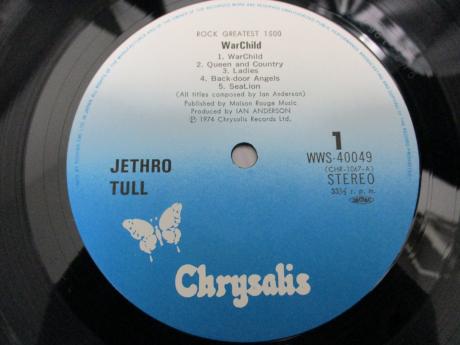 ROCK GREATEST 1500
WarChild
1. WarChild
2. Queen and Country
3. Ladies
4. Back-door Angels
5. SeaLion
(All titles composed by Ian Anderson)
Published by Maison Rouge Music
Produced by IAN ANDERSON
Ⓟ 1974 Chrysalis Records Ltd.
JETHRO
TULL
1
WWS-40049
(CHR-1067-A)
STEREO
33⅓ r.p.m.
Chrysalis